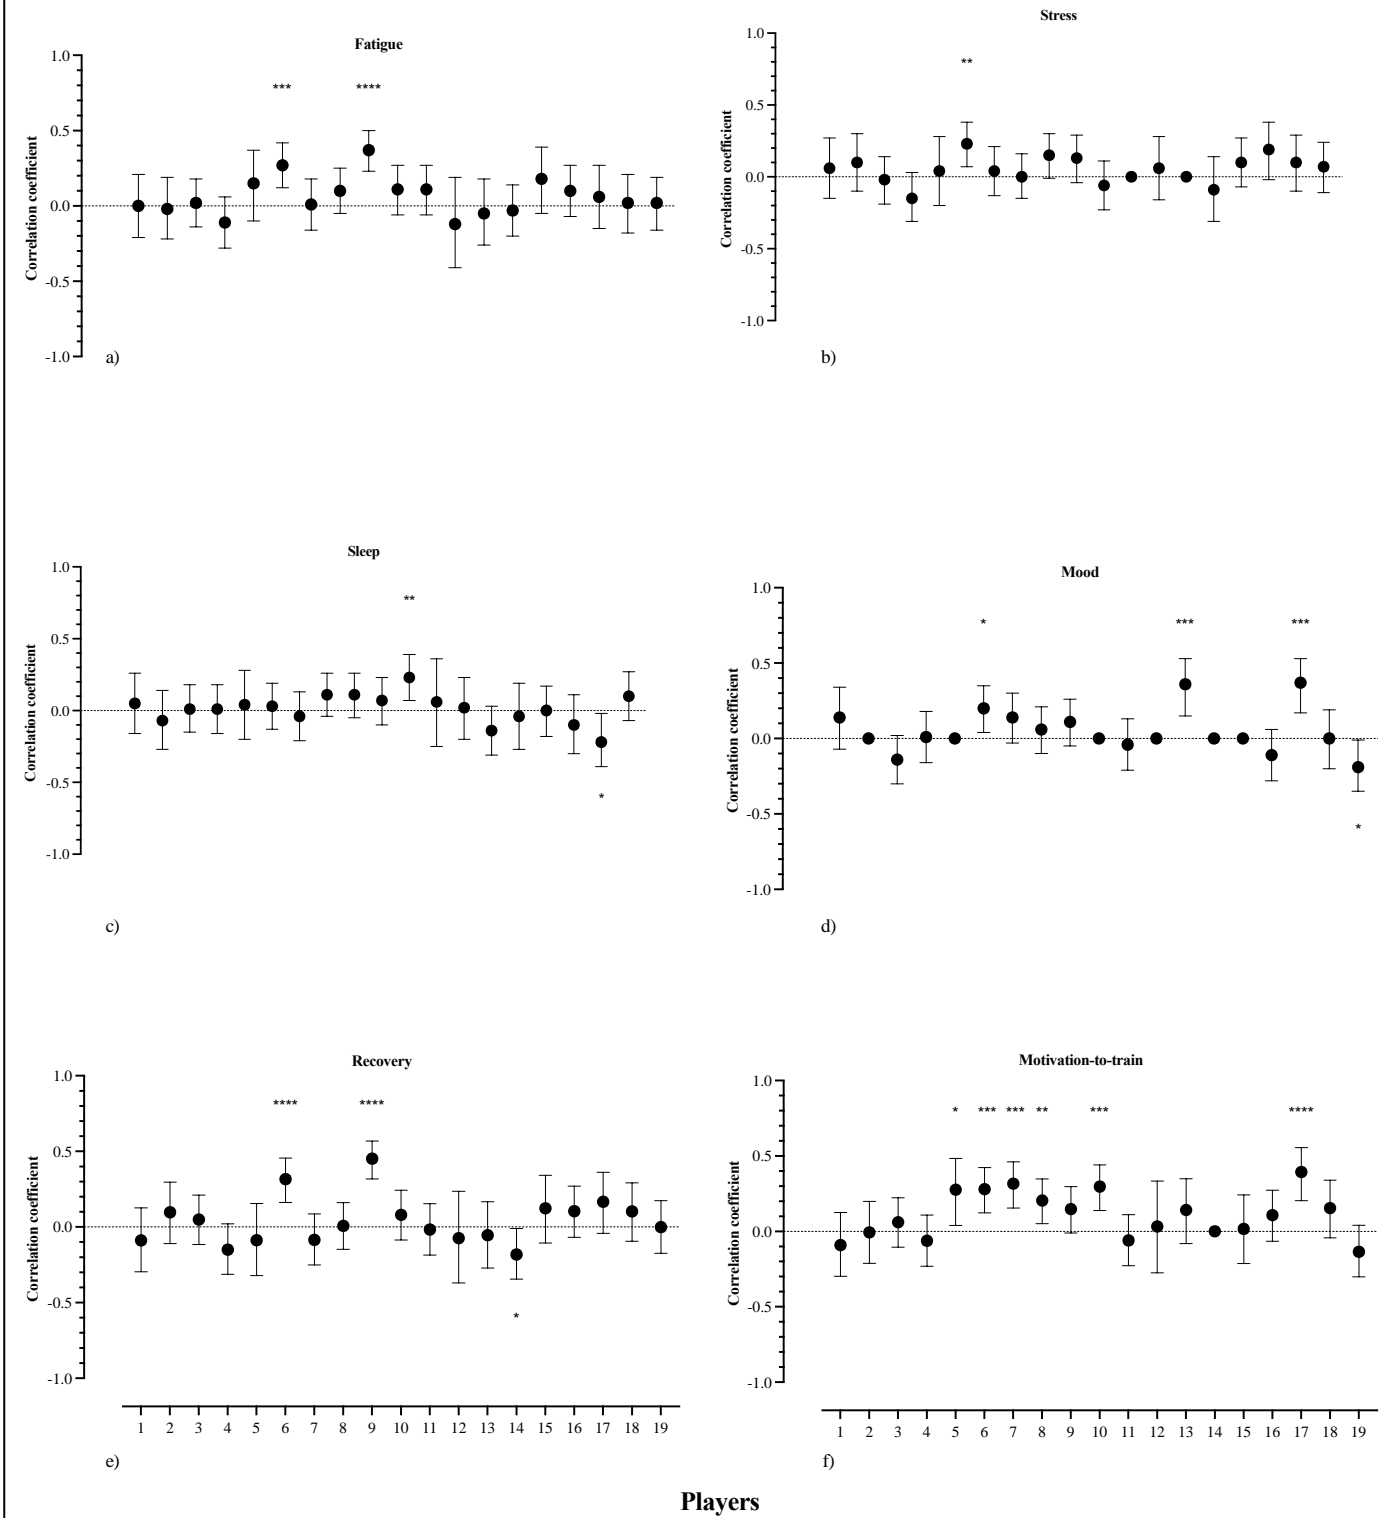 Fatigue
Correlation coefficient
1.0
0.5
0.0
-0.5
-1.0
*** ****
a)
Stress
Correlation coefficient
1.0
0.5
0.0
-0.5
-1.0
**
b)
Sleep
Correlation coefficient
1.0
0.5
0.0
-0.5
-1.0
**
*
c)
Mood
Correlation coefficient
1.0
0.5
0.0
-0.5
-1.0
* *** ***
*
d)
Recovery
Correlation coefficient
1.0
0.5
0.0
-0.5
-1.0
**** ****
*
1 2 3 4 5 6 7 8 9 10 11 12 13 14 15 16 17 18 19
e)
Motivation-to-train
Correlation coefficient
1.0
0.5
0.0
-0.5
-1.0
* *** *** ** *** ****
1 2 3 4 5 6 7 8 9 10 11 12 13 14 15 16 17 18 19
f)
Players